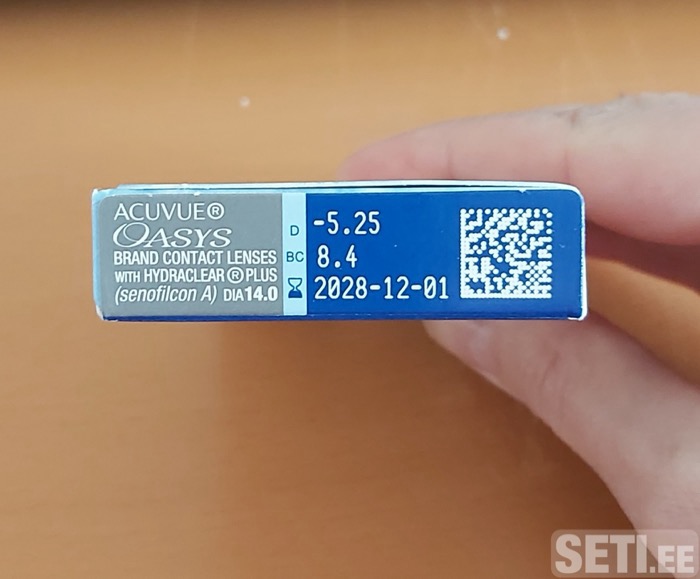 ACUVUE®
OASYS
BRAND CONTACT LENSES
WITH HYDRACLEAR® PLUS
(senofilcon A) DIA14.0
D -5.25
BC 8.4
2028-12-01
SETI.EE